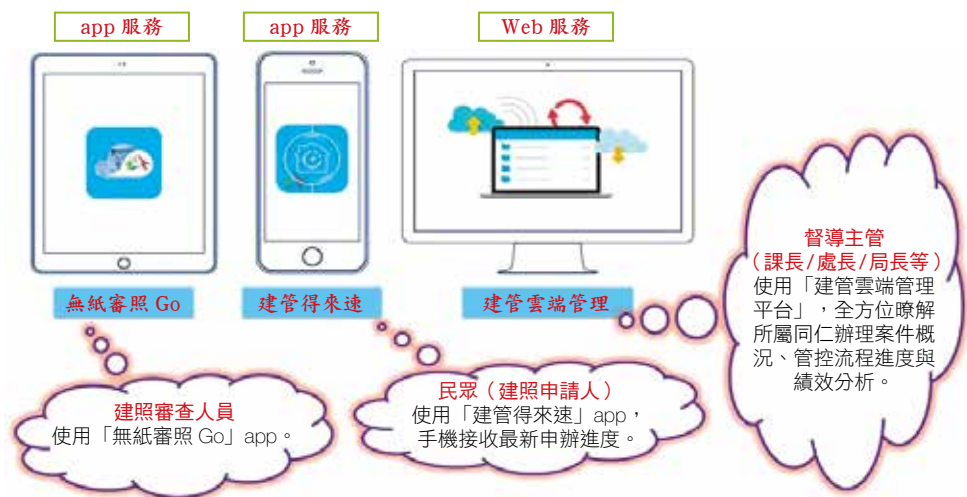 app 服務
app 服務
Web 服務
無紙審照 Go
建管得來速
建管雲端管理
建照審查人員
使用「無紙審照 Go」app。
民眾（建照申請人）
使用「建管得來速」app，
手機接收最新申辦進度。
督導主管
（課長/處長/局長等）
使用「建管雲端管理
平台」，全方位瞭解
所屬同仁辦理案件概
況、管控流程進度與
績效分析。